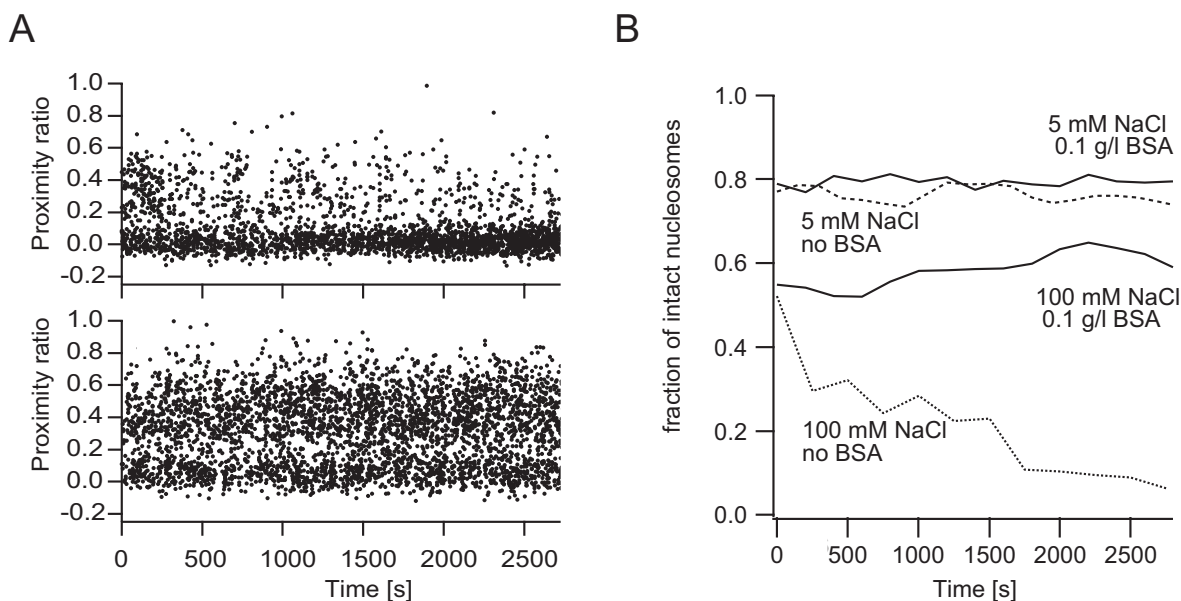 A
1.0
0.8
0.6
0.4
0.2
0.0
-0.2
Proximity ratio
1.0
0.8
0.6
0.4
0.2
0.0
-0.2
Proximity ratio
0 500 1000 1500 2000 2500
Time [s]
B
1.0
0.8
0.6
0.4
0.2
0.0
fraction of intact nucleosomes
5 mM NaCl
0.1 g/l BSA
5 mM NaCl
no BSA
100 mM NaCl
0.1 g/l BSA
100 mM NaCl
no BSA
0 500 1000 1500 2000 2500
Time [s]